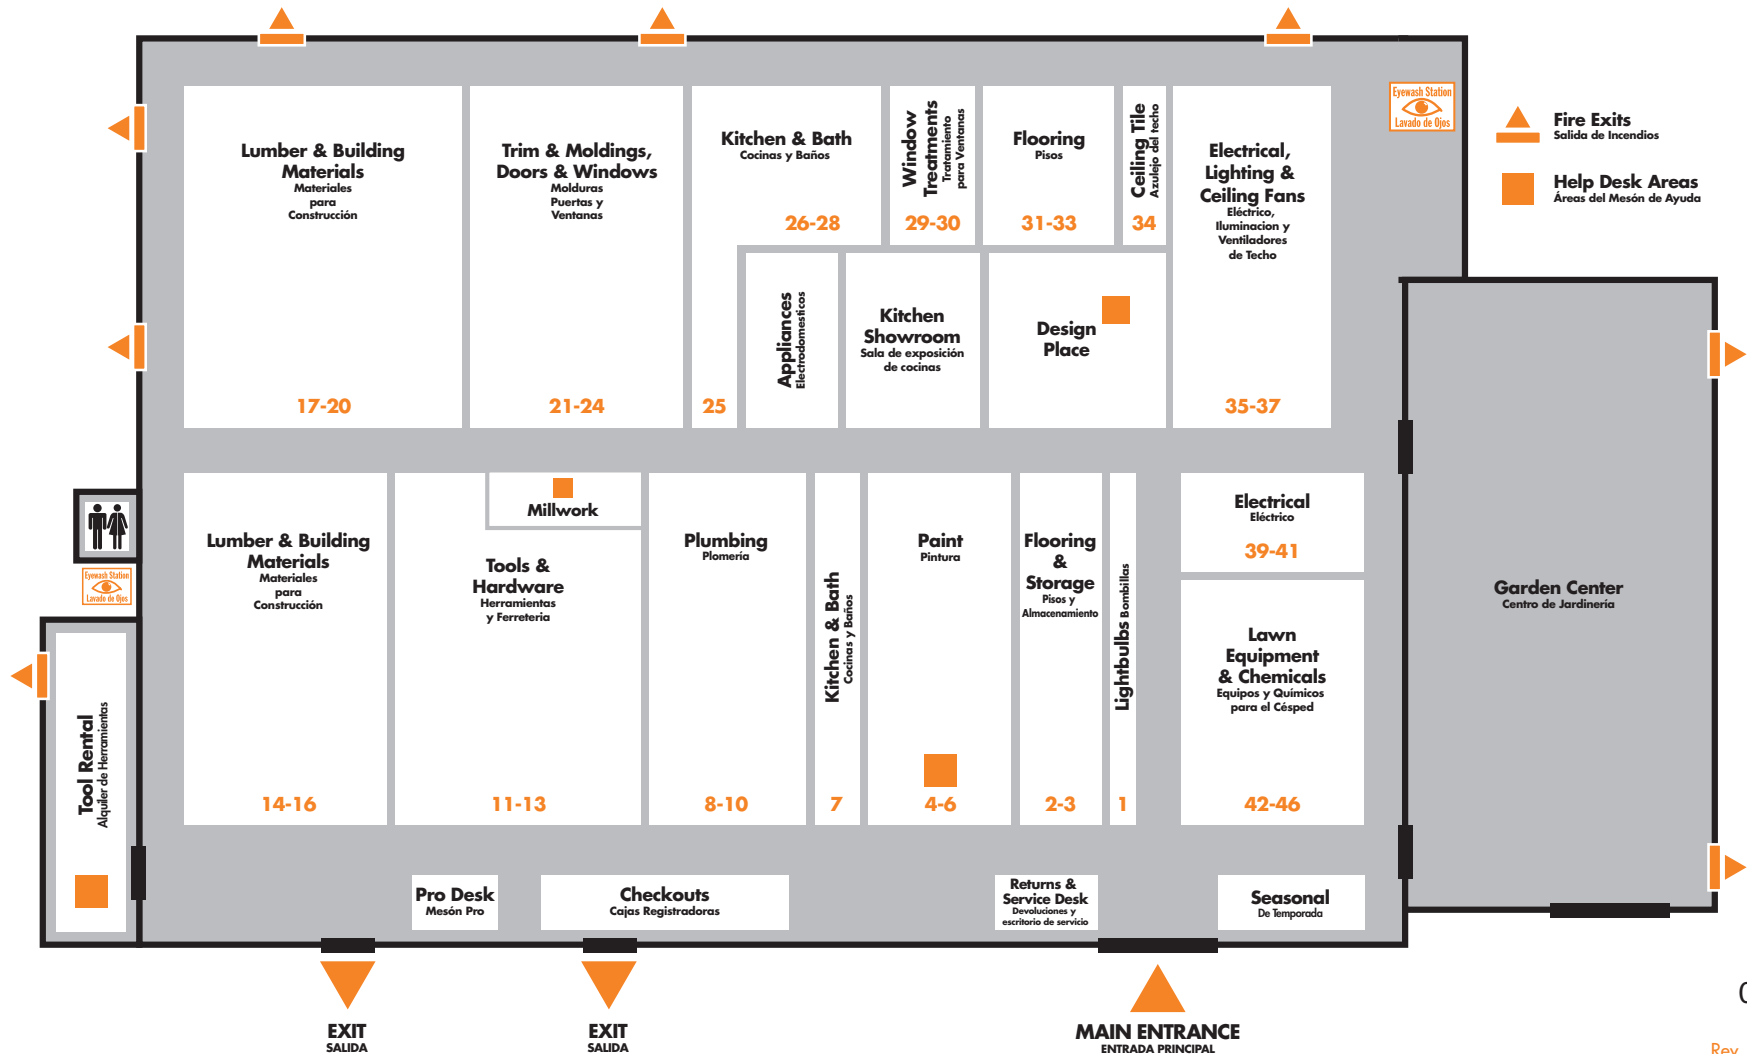 Eyewash Station
Lavado de Ojos
Fire Exits
Salida de Incendios
Help Desk Areas
Áreas del Mesón de Ayuda
Lumber & Building
Materials
Materiales
para
Construcción
17-20
Trim & Moldings,
Doors & Windows
Molduras
Puertas y
Ventanas
21-24
Kitchen & Bath
Cocinas y Baños
26-28
25
Window
Treatments
Tratamiento
para Ventanas
29-30
Flooring
Pisos
31-33
Ceiling Tile
Azulejo del techo
34
Electrical,
Lighting &
Ceiling Fans
Eléctrico,
Iluminacion y
Ventiladores
de Techo
35-37
Appliances
Electrodomesticos
Kitchen
Showroom
Sala de exposición
de cocinas
Design
Place
Eyewash Station
Lavado de Ojos
Lumber & Building
Materials
Materiales
para
Construcción
14-16
Millwork
Tools &
Hardware
Herramientas
y Ferreteria
11-13
Plumbing
Plomería
8-10
Kitchen & Bath
Cocinas y Baños
7
Paint
Pintura
4-6
Flooring
&
Storage
Pisos y
Almacenamiento
2-3
Lightbulbs Bombillas
1
Electrical
Eléctrico
39-41
Lawn
Equipment
& Chemicals
Equipos y Químicos
para el Césped
42-46
Garden Center
Centro de Jardinería
Tool Rental
Alquiler de Herramientas
Pro Desk
Mesón Pro
Checkouts
Cajas Registradoras
Returns &
Service Desk
Devoluciones y
escritorio de servicio
Seasonal
De Temporada
EXIT
SALIDA
EXIT
SALIDA
MAIN ENTRANCE
ENTRADA PRINCIPAL
Rev